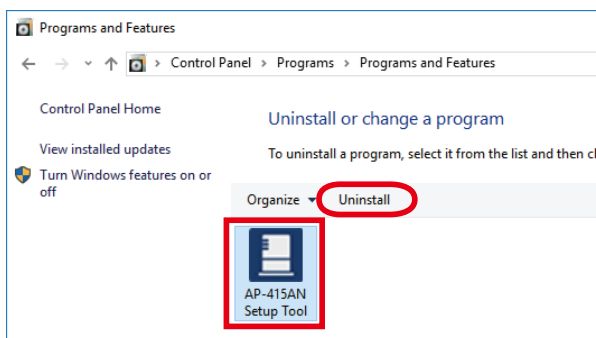 Programs and Features
Control Panel > Programs > Programs and Features
Control Panel Home
Uninstall or change a program
View installed updates
To uninstall a program, select it from the list and then
Turn Windows features on or
off
Organize
Uninstall
AP-415AN
Setup Tool